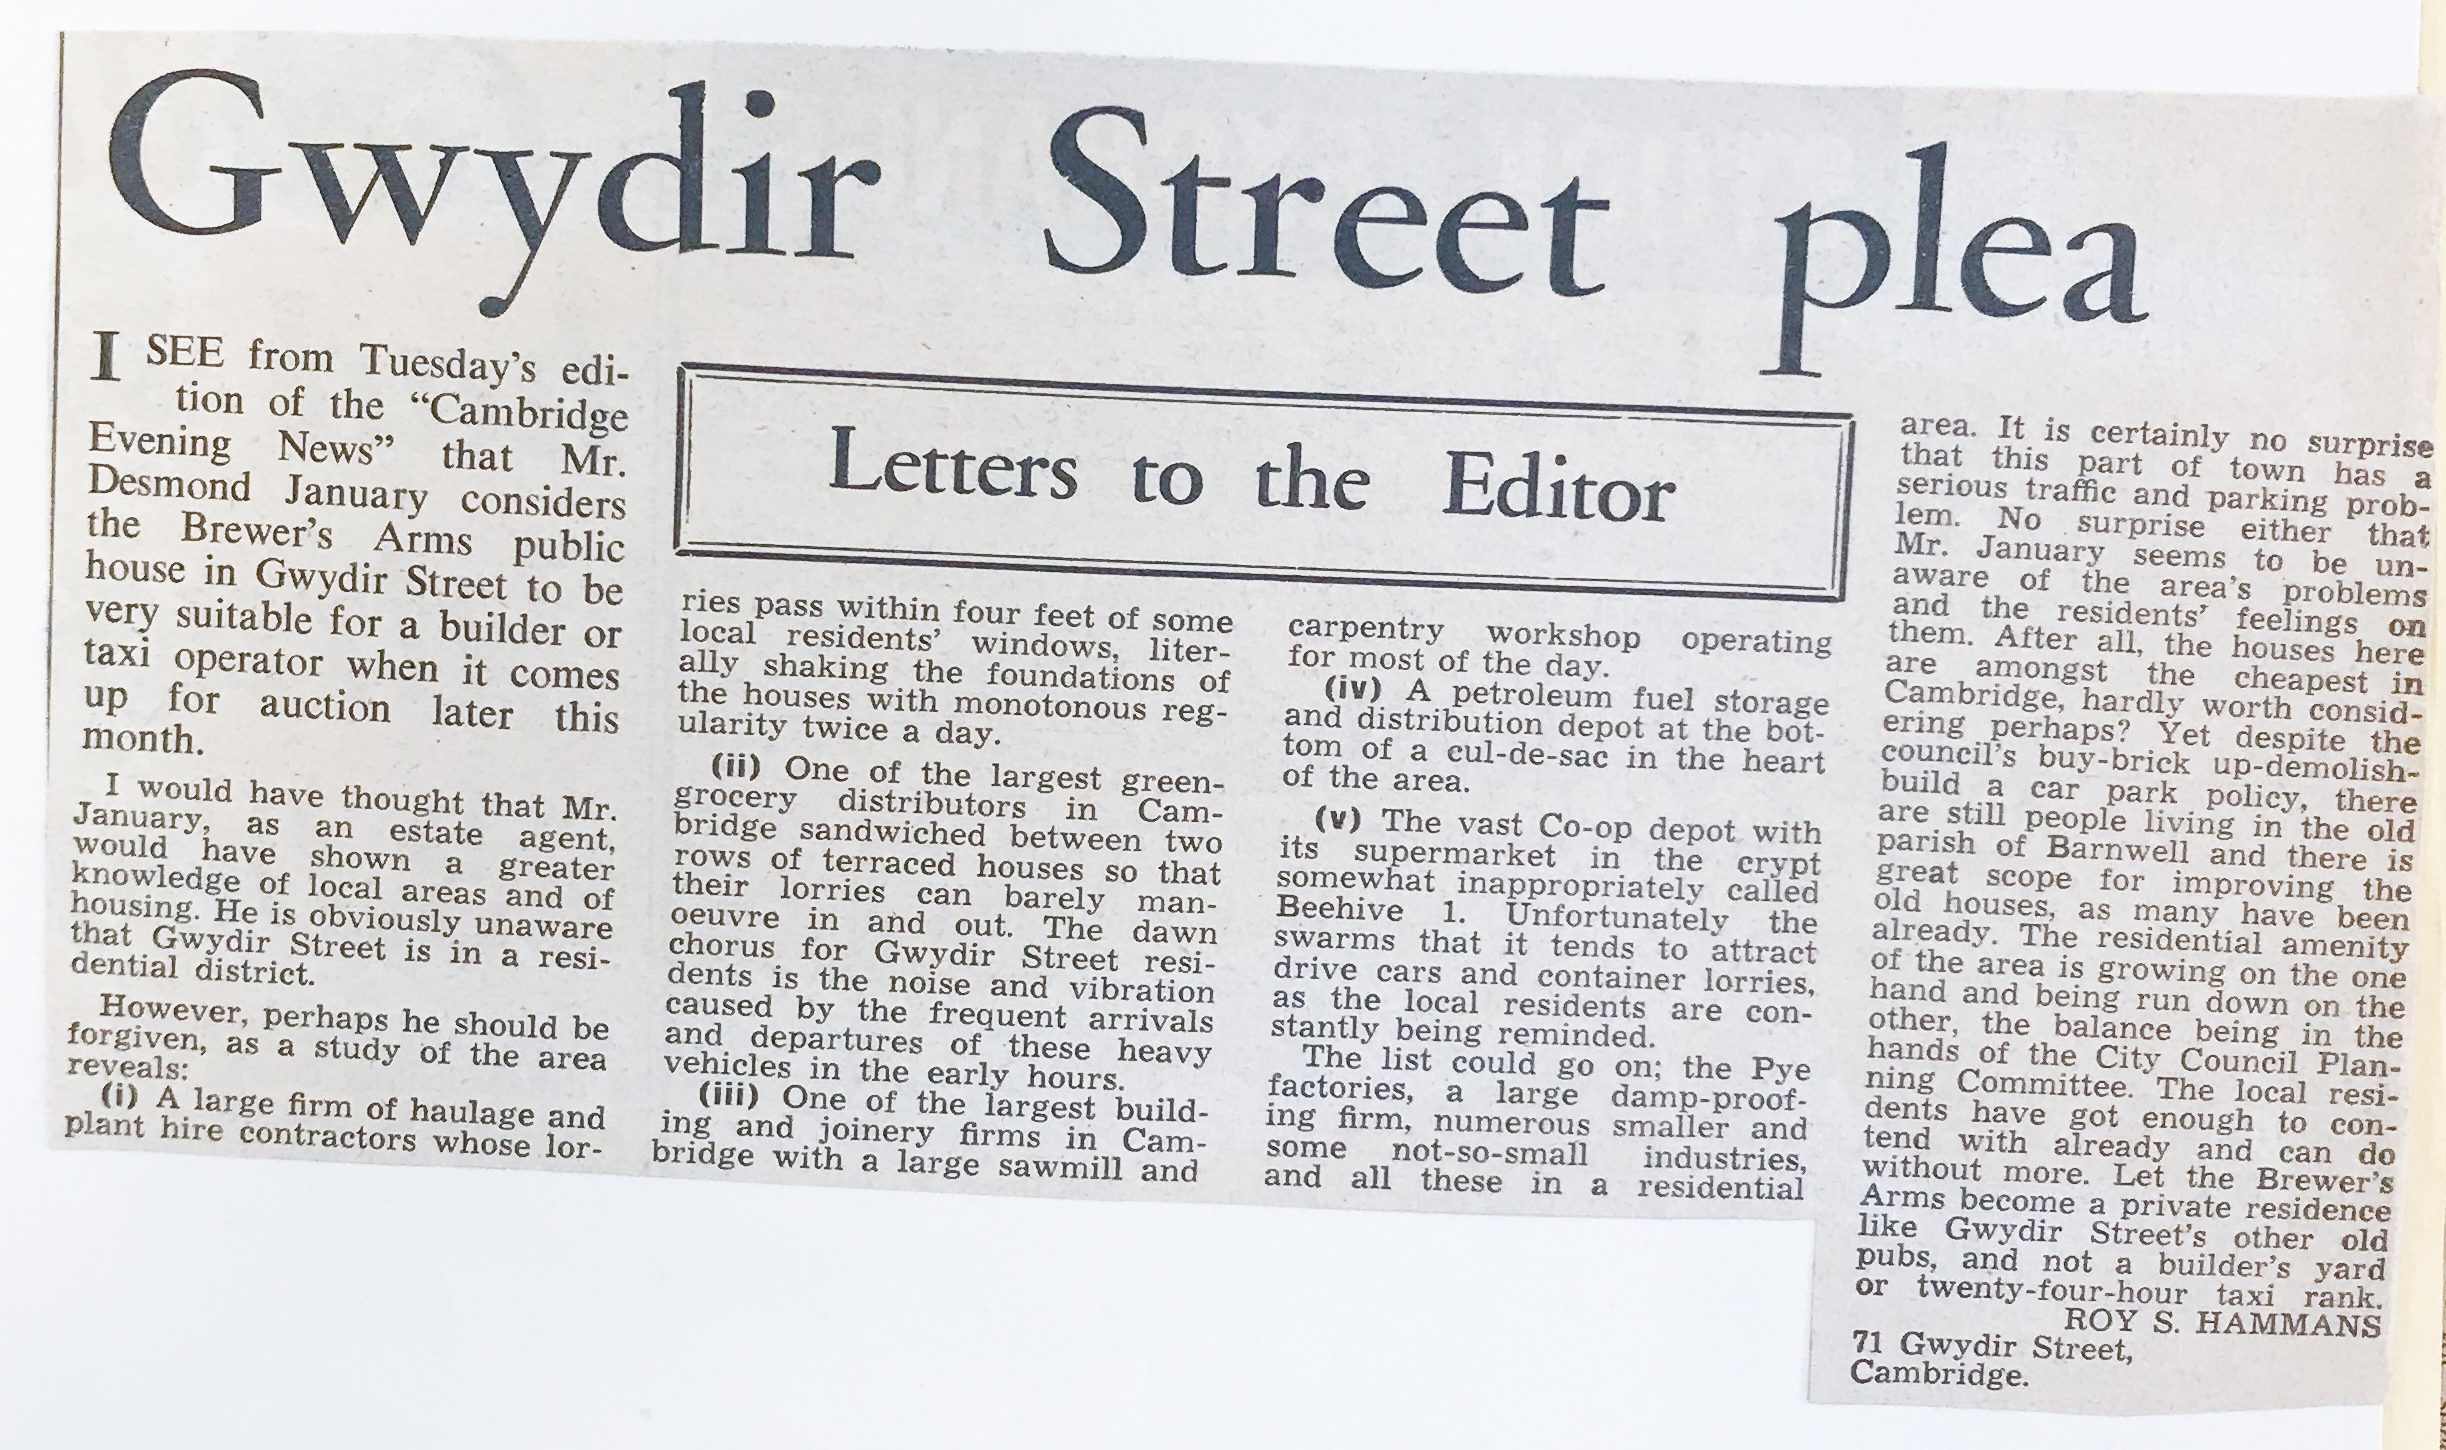 Gwydir Street plea
I SEE from Tuesday's edi-
tion of the “Cambridge
Evening News” that Mr.
Desmond January considers
the Brewer's Arms public
house in Gwydir Street to be
very suitable for a builder or
taxi operator when it comes
up for auction later this
month.
I would have thought that Mr.
January, as an estate agent,
would have shown a greater
knowledge of local areas and of
housing. He is obviously unaware
that Gwydir Street is in a resi-
dential district.
However, perhaps he should be
forgiven, as a study of the area
reveals:
(i) A large firm of haulage and
plant hire contractors whose lor-
Letters to the Editor
ries pass within four feet of some
local residents' windows, liter-
ally shaking the foundations of
the houses with monotonous reg-
ularity twice a day.
(ii) One of the largest green-
grocery distributors in Cam-
bridge sandwiched between two
rows of terraced houses so that
their lorries can barely man-
oeuvre in and out. The dawn
chorus for Gwydir Street resi-
dents is the noise and vibration
caused by the frequent arrivals
and departures of these heavy
vehicles in the early hours.
(iii) One of the largest build-
ing and joinery firms in Cam-
bridge with a large sawmill and
carpentry workshop operating
for most of the day.
(iv) A petroleum fuel storage
and distribution depot at the bot-
tom of a cul-de-sac in the heart
of the area.
(v) The vast Co-op depot with
its supermarket in the crypt
somewhat inappropriately called
Beehive 1. Unfortunately the
swarms that it tends to attract
drive cars and container lorries,
as the local residents are con-
stantly being reminded.
The list could go on; the Pye
factories, a large damp-proof-
ing firm, numerous smaller and
some not-so-small industries,
and all these in a residential
area. It is certainly no surprise
that this part of town has a
serious traffic and parking prob-
lem. No surprise either that
Mr. January seems to be un-
aware of the area's problems
and the residents' feelings on
them. After all, the houses here
are amongst the cheapest in
Cambridge, hardly worth consid-
ering perhaps? Yet despite the
council's buy-brick up-demolish-
build a car park policy, there
are still people living in the old
parish of Barnwell and there is
great scope for improving the
old houses, as many have been
already. The residential amenity
of the area is growing on the one
hand and being run down on the
other, the balance being in the
hands of the City Council Plan-
ning Committee. The local resi-
dents have got enough to con-
tend with already and can do
without more. Let the Brewer's
Arms become a private residence
like Gwydir Street's other old
pubs, and not a builder's yard
or twenty-four-hour taxi rank.
ROY S. HAMMANS
71 Gwydir Street,
Cambridge.